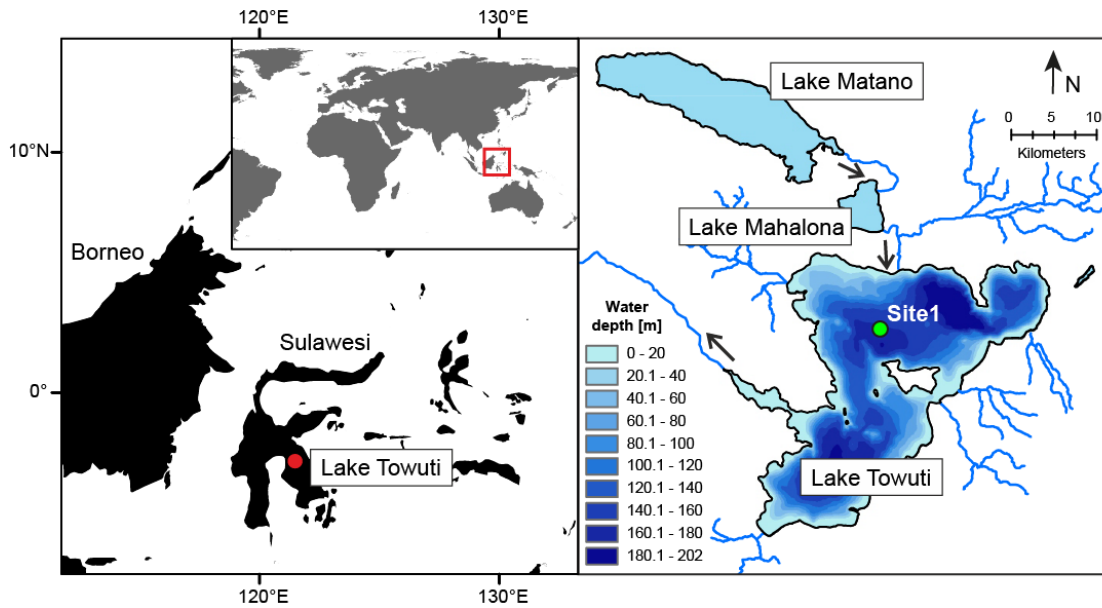 120°E
130°E
10°N
0°
Borneo
Sulawesi
Lake Towuti
120°E
130°E
Lake Matano
N
0
10
Kilometers
Lake Mahalona
Site1
Water
depth [m]
0 - 20
20.1 - 40
40.1 - 60
60.1 - 80
80.1 - 100
100.1 - 120
120.1 - 140
140.1 - 160
160.1 - 180
180.1 - 202
Lake Towuti